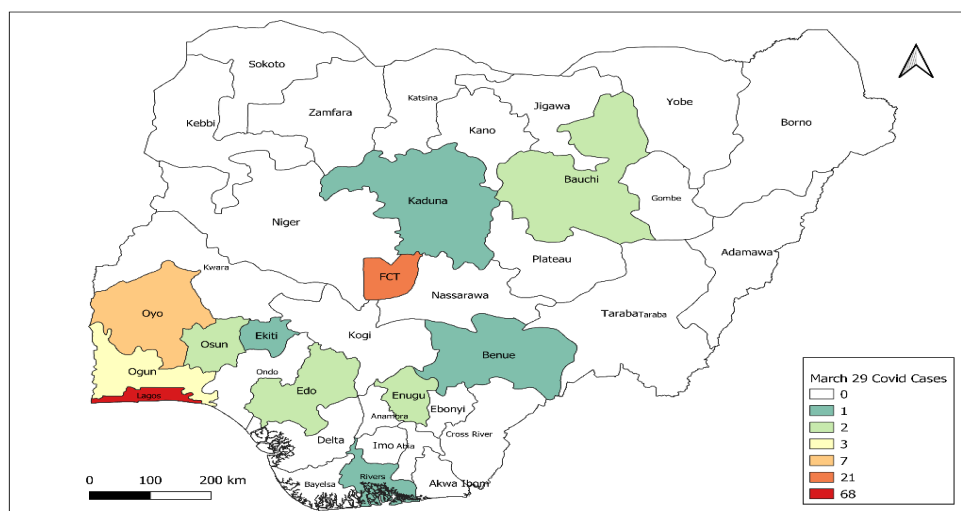 Sokoto
Kebbi
Zamfara
Katsina
Kano
Jigawa
Yobe
Borno
Kaduna
Bauchi
Gombe
Niger
Adamawa
Plateau
FCT
Nassarawa
Kwara
Oyo
Taraba Taraba
Osun
Ekiti
Kogi
Benue
Ogun
Lagos
Ondo
Edo
Enugu
Ebonyi
Anambra
Cross River
Delta
Imo Abia
Rivers
Bayelsa
Akwa Ibom
March 29 Covid Cases
0
1
2
3
7
21
68
0 100 200 km